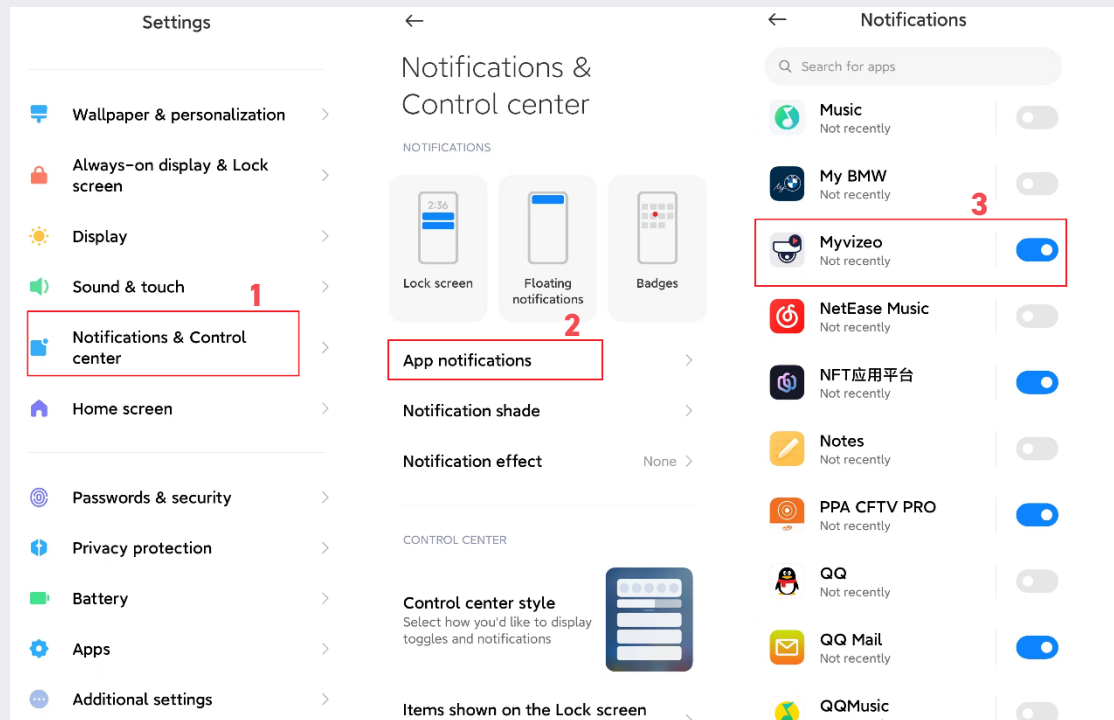 Settings
Wallpaper & personalization
Always-on display & Lock
screen
Display
Sound & touch
1
Notifications & Control
center
Home screen
Passwords & security
Privacy protection
Battery
Apps
Additional settings
Notifications &
Control center
NOTIFICATIONS
2:36
Lock screen
Floating
notifications
Badges
2
App notifications
Notification shade
Notification effect
None
CONTROL CENTER
Control center style
Select how you'd like to display
toggles and notifications
Items shown on the Lock screen
Notifications
Search for apps
Music
Not recently
My BMW
Not recently
3
Myvizeo
Not recently
NetEase Music
Not recently
NFT应用平台
Not recently
Notes
Not recently
PPA CFTV PRO
Not recently
QQ
Not recently
QQ Mail
Not recently
QQMusic